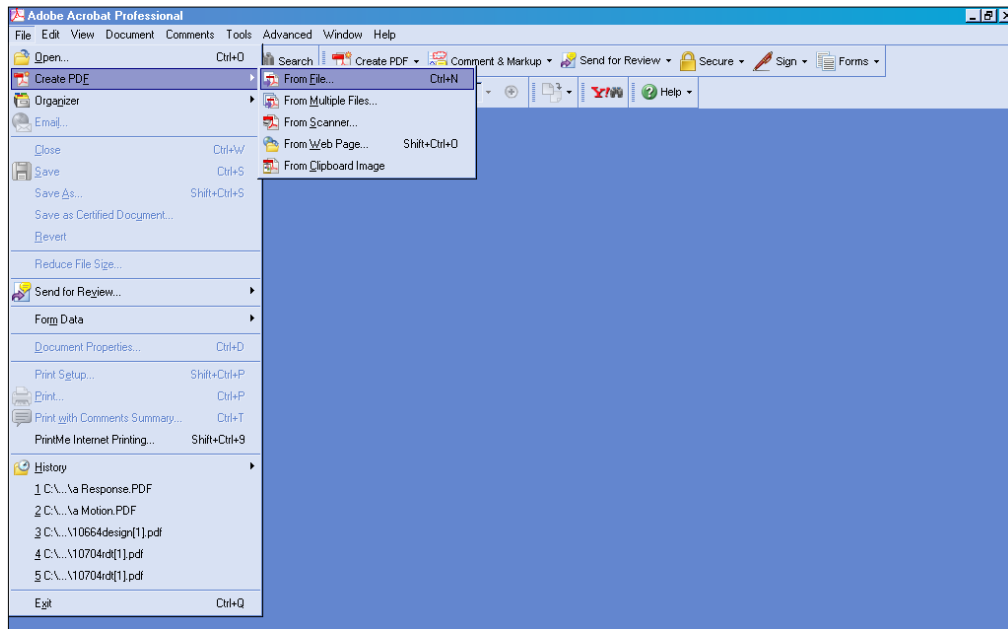 Adobe Acrobat Professional
File Edit View Document Comments Tools Advanced Window Help
Open... Ctrl+O
Search Create PDF Comment & Markup Send for Review Secure Sign Forms
Create PDF
From File... Ctrl+N
Y! Help
Organizer
From Multiple Files...
Email...
From Scanner...
Close Ctrl+W
From Web Page... Shift+Ctrl+O
Save Ctrl+S
From Clipboard Image
Save As... Shift+Ctrl+S
Save as Certified Document...
Revert
Reduce File Size...
Send for Review...
Form Data
Document Properties... Ctrl+D
Print Setup... Shift+Ctrl+P
Print... Ctrl+P
Print with Comments Summary... Ctrl+T
PrintMe Internet Printing... Shift+Ctrl+9
History
1 C:\...\a Response.PDF
2 C:\...\a Motion.PDF
3 C:\...\10664design[1].pdf
4 C:\...\10704rdt[1].pdf
5 C:\...\10704rdt[1].pdf
Exit Ctrl+Q